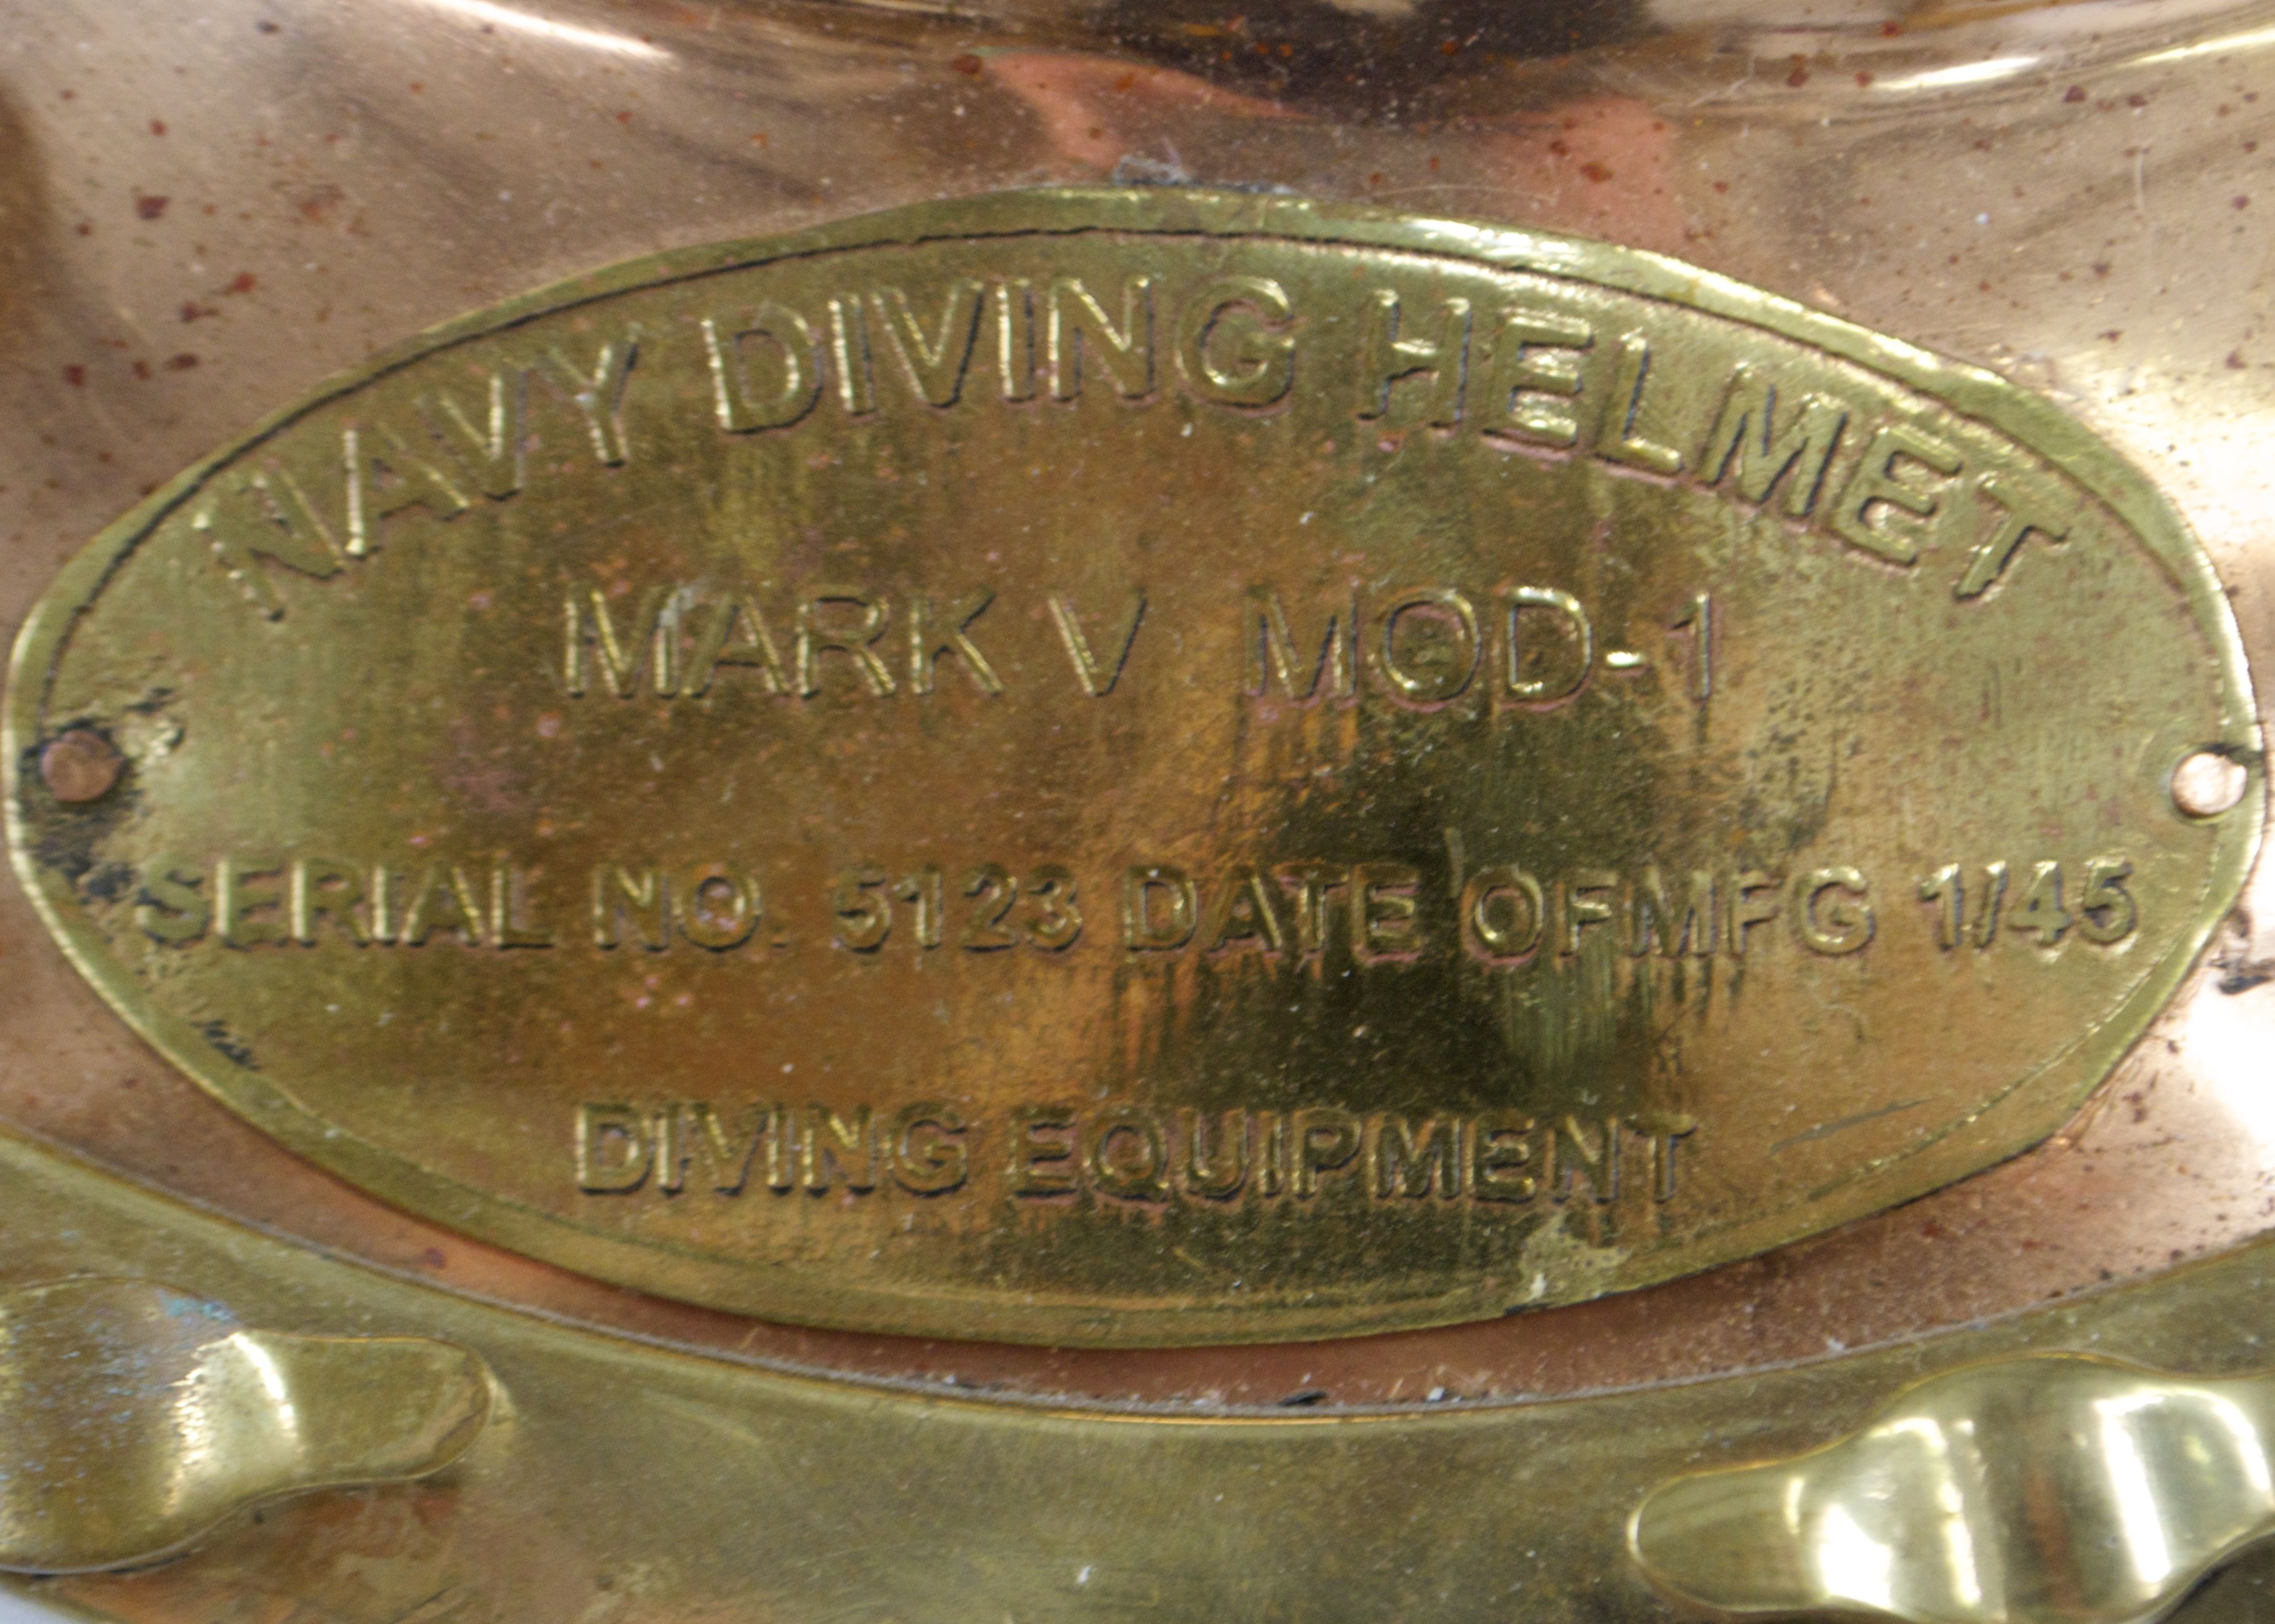 NAVY DIVING HELMET
MARK V MOD-1
SERIAL NO. 5123 DATE OFMFG 1/45
DIVING EQUIPMENT